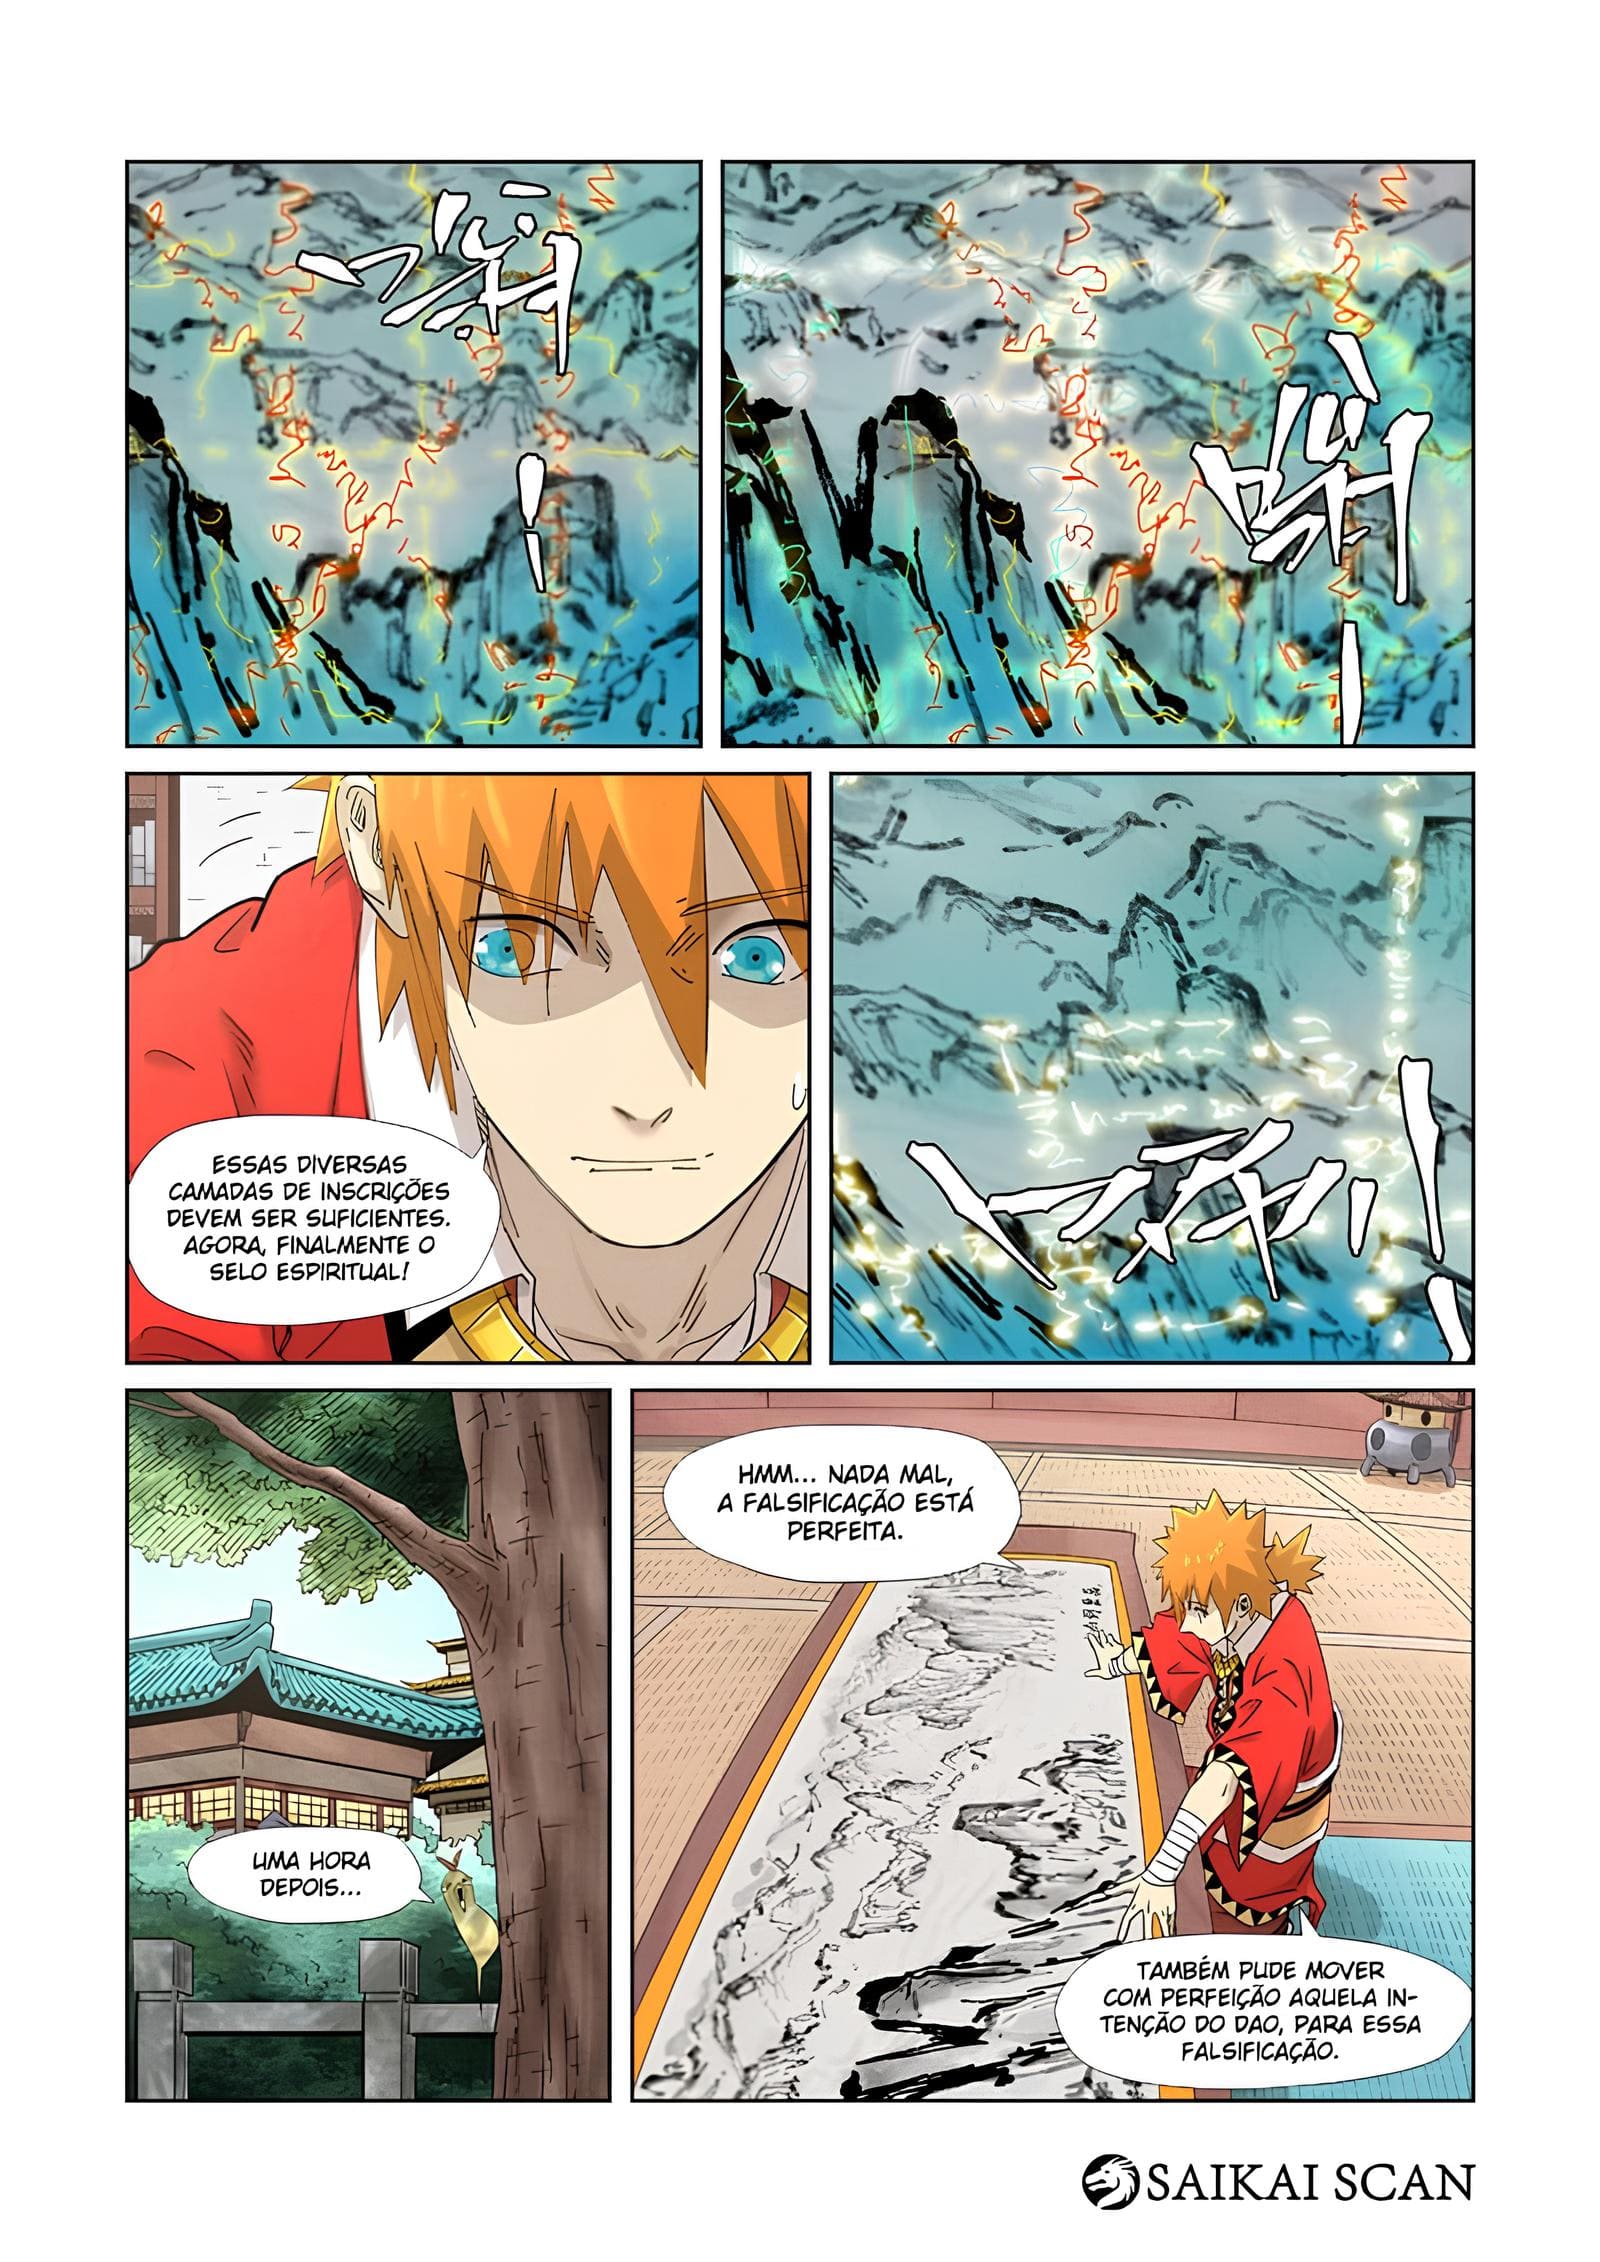 ESSAS DIVERSAS
CAMADAS DE INSCRIÇÕES
DEVEM SER SUFICIENTES.
AGORA, FINALMENTE O
SELO ESPIRITUAL!
UMA HORA
DEPOIS...
HMM... NADA MAL,
A FALSIFICAÇÃO ESTÁ
PERFEITA.
TAMBÉM PUDE MOVER
COM PERFEIÇÃO AQUELA IN-
TENÇÃO DO DAO, PARA ESSA
FALSIFICAÇÃO.
SAIKAI SCAN